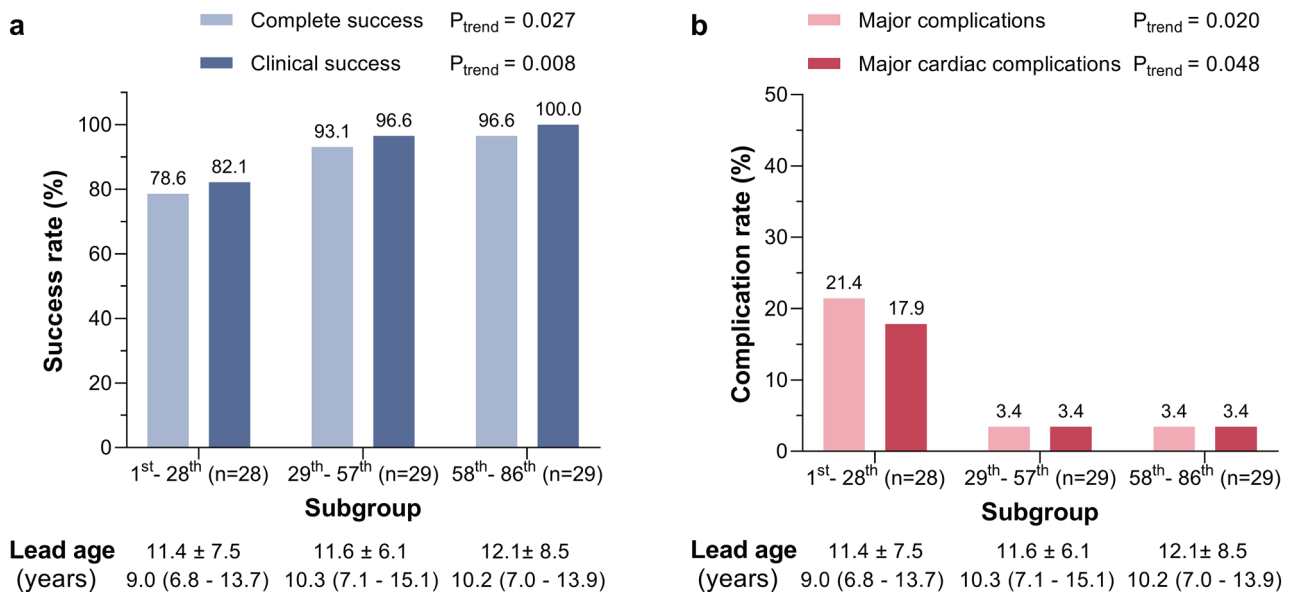 a
Complete success P_trend = 0.027
Clinical success P_trend = 0.008
Success rate (%)
100
80
60
40
20
0
78.6
82.1
93.1
96.6
96.6
100.0
1st- 28th (n=28)
29th- 57th (n=29)
58th- 86th (n=29)
Subgroup
Lead age 11.4 ± 7.5 11.6 ± 6.1 12.1± 8.5
(years) 9.0 (6.8 - 13.7) 10.3 (7.1 - 15.1) 10.2 (7.0 - 13.9)
b
Major complications P_trend = 0.020
Major cardiac complications P_trend = 0.048
Complication rate (%)
50
40
30
20
10
0
21.4
17.9
3.4
3.4
3.4
3.4
1st- 28th (n=28)
29th- 57th (n=29)
58th- 86th (n=29)
Subgroup
Lead age 11.4 ± 7.5 11.6 ± 6.1 12.1± 8.5
(years) 9.0 (6.8 - 13.7) 10.3 (7.1 - 15.1) 10.2 (7.0 - 13.9)